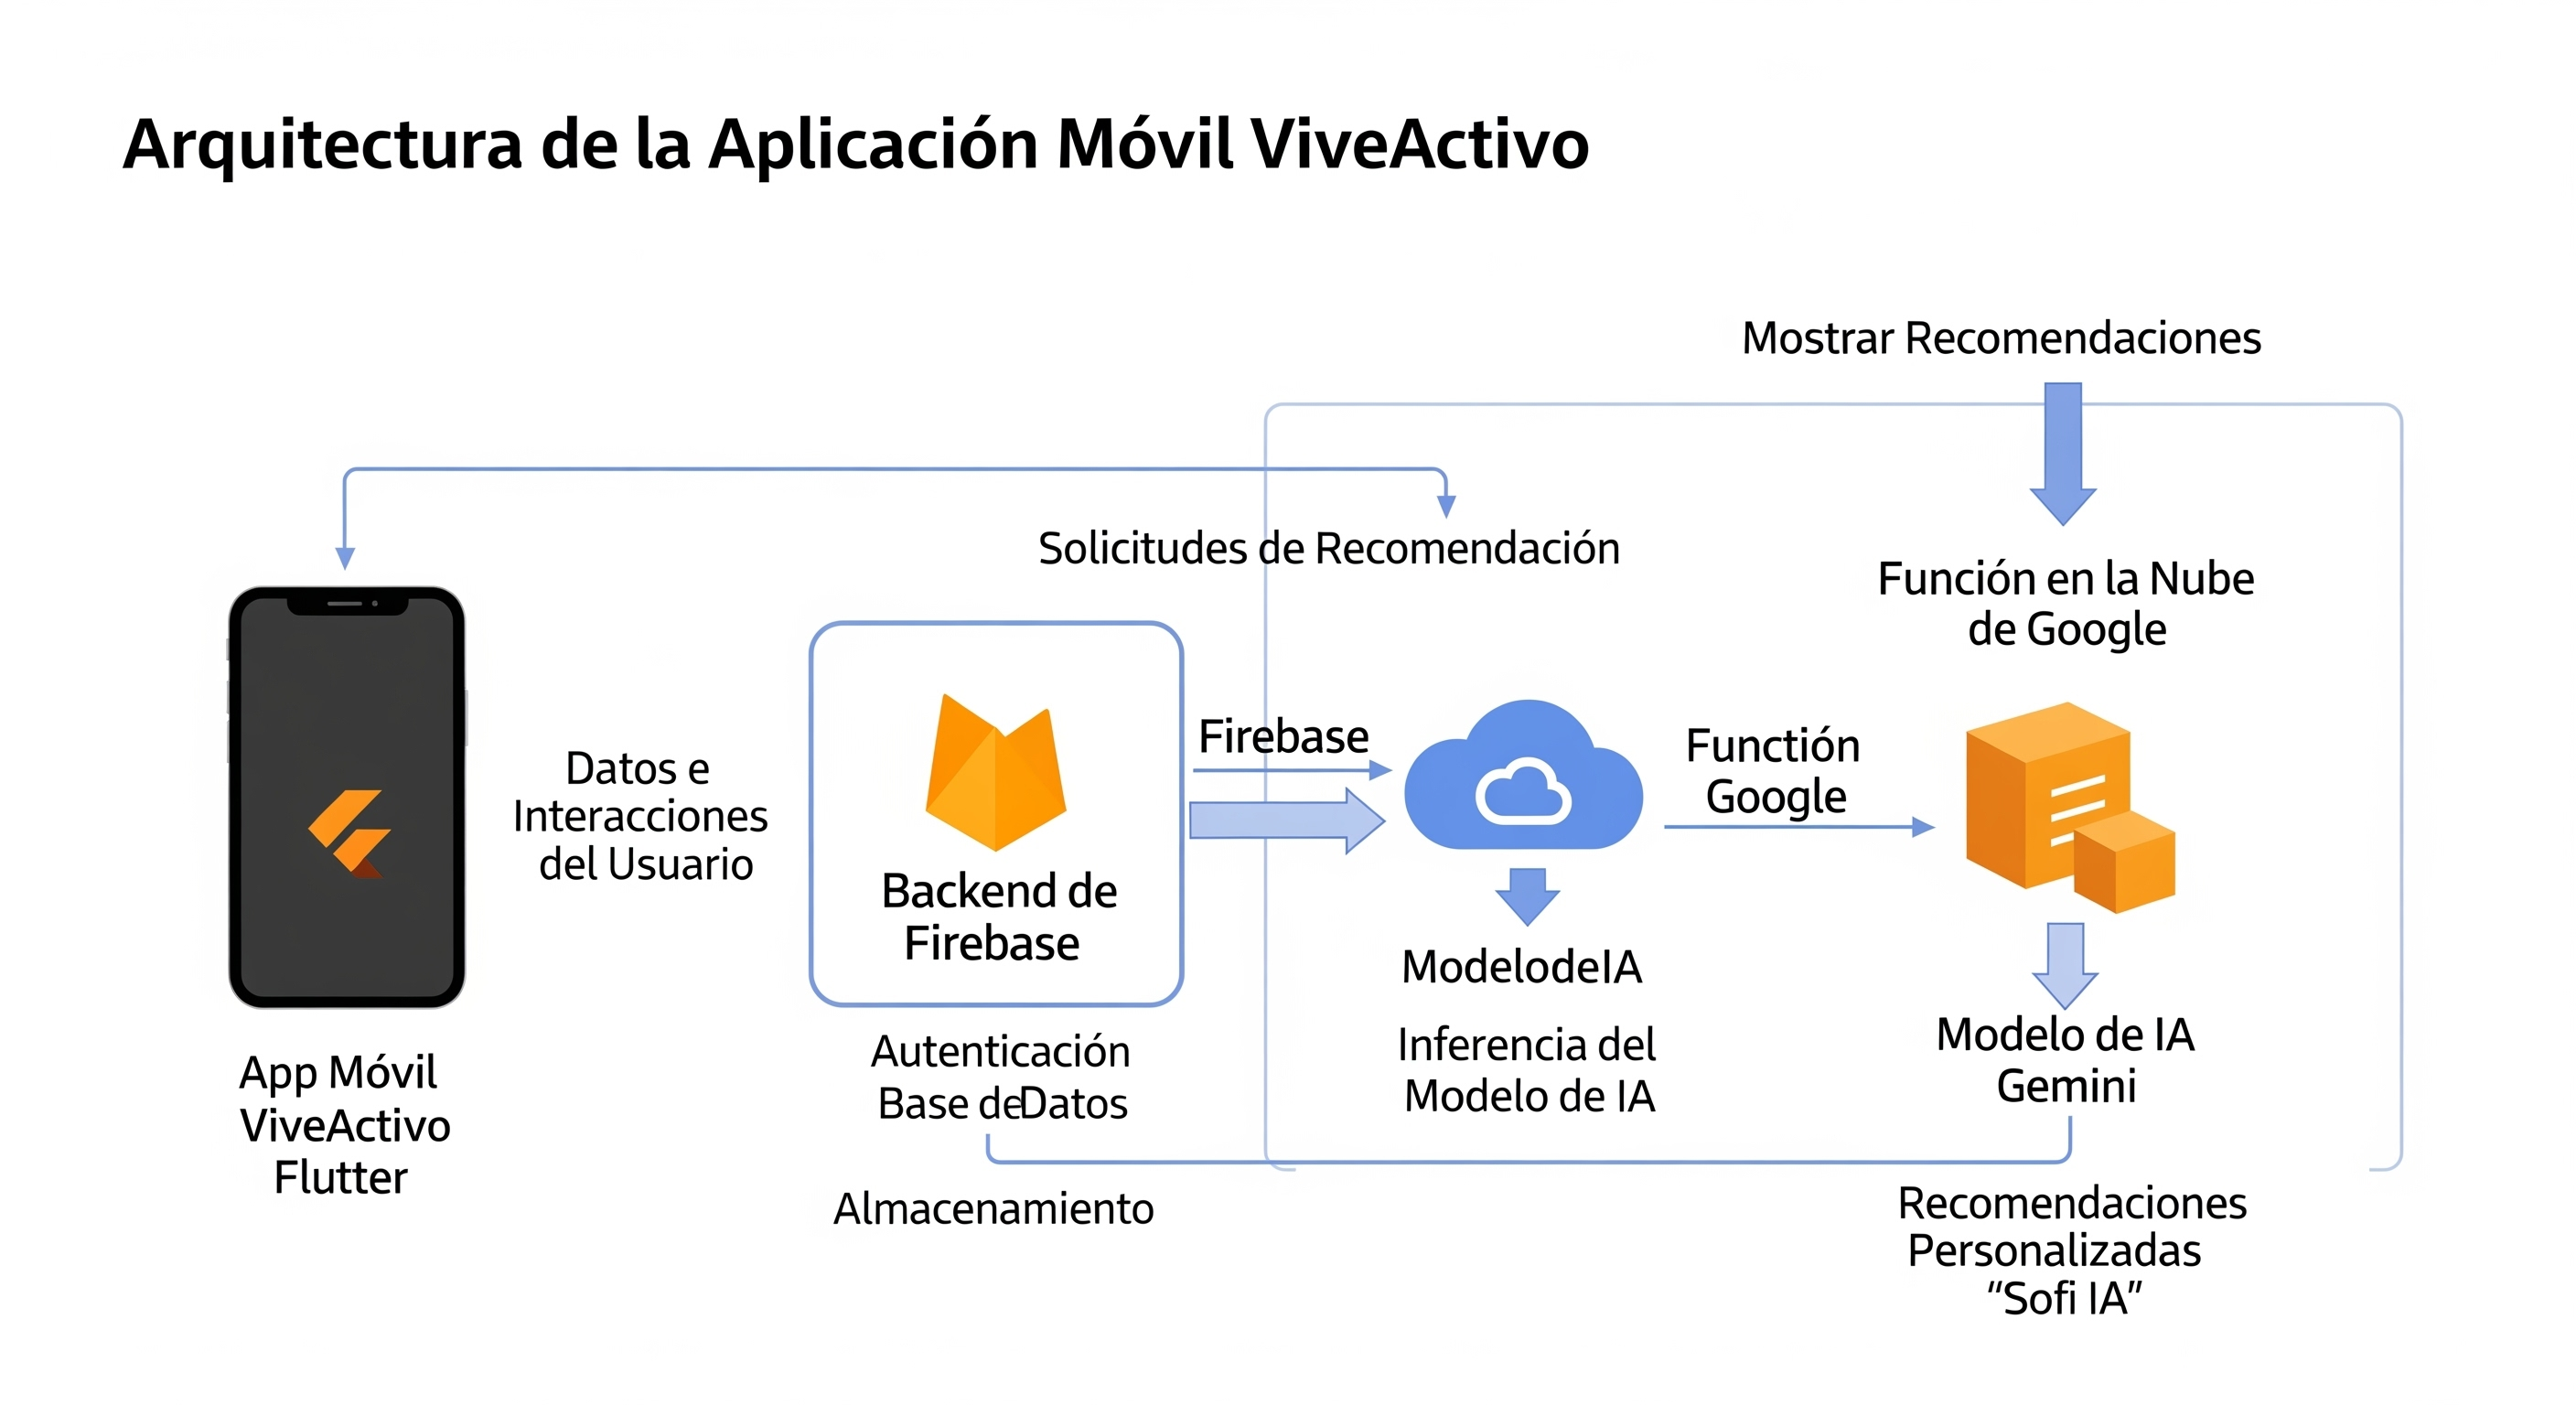 Arquitectura de la Aplicación Móvil ViveActivo
Mostrar Recomendaciones
Solicitudes de Recomendación
Función en la Nube
de Google
Datos e
Interacciones
del Usuario
Backend de
Firebase
Firebase
Functión
Google
ModelodeIA
Inferencia del
Modelo de IA
Modelo de IA
Gemini
App Móvil
ViveActivo
Flutter
Autenticación
Base deDatos
Almacenamiento
Recomendaciones
Personalizadas
“Sofi IA”